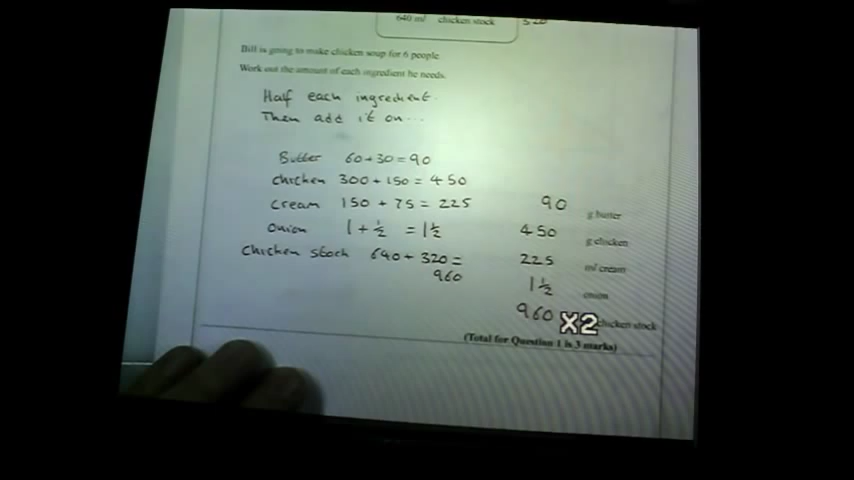 640 ml chicken stock
Bill is going to make chicken soup for 6 people.
Work out the amount of each ingredient he needs.
Half each ingredient.
Then add it on...
Butter 60+30=90
chicken 300+150=450
cream 150+75=225
onion 1+½ =1½
chicken stock 640+320=
960
90 g butter
450 g chicken
225 ml cream
1½ onion
960 X2 chicken stock
(Total for Question 1 is 3 marks)